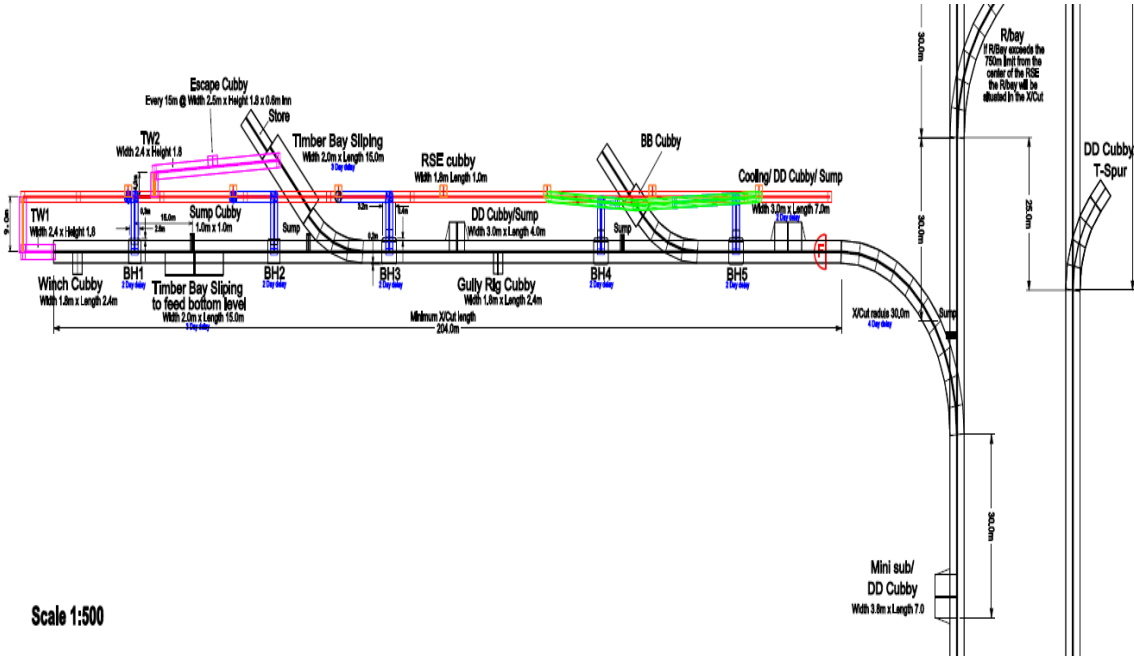 R/bay
If R/Bay exceeds the
750m limit from the
center of the RSE
the R/bay will be
situated in the X/Cut
30.0m
Escape Cubby
Every 15m @ Width 2.5m x Height 1.8 x 0.6m Inn
Store
TW2
Width 2.4 x Height 1.8
Timber Bay Sliping
Width 2.0m x Length 15.0m
3 Day delay
BB Cubby
RSE cubby
Width 1.8m Length 1.0m
Cooling/ DD Cubby/ Sump
Width 3.0m x Length 7.0m
2 Day delay
DD Cubby/
T-Spur
25.0m
30.0m
9.0m
TW1
Width 2.4 x Height 1.8
15.0m
Sump Cubby
1.0m x 1.0m
Sump
DD Cubby/Sump
Width 3.0m x Length 4.0m
Sump
Winch Cubby
Width 1.8m x Length 2.4m
BH1
2 Day delay
Timber Bay Sliping
to feed bottom level
Width 2.0m x Length 15.0m
3 Day delay
BH2
2 Day delay
BH3
2 Day delay
Gully Rig Cubby
Width 1.8m x Length 2.4m
BH4
2 Day delay
BH5
2 Day delay
Minimum X/Cut length
204.0m
X/Cut raduis 30.0m
4 Day delay
Sump
30.0m
Mini sub/
DD Cubby
Width 3.8m x Length 7.0
Scale 1:500